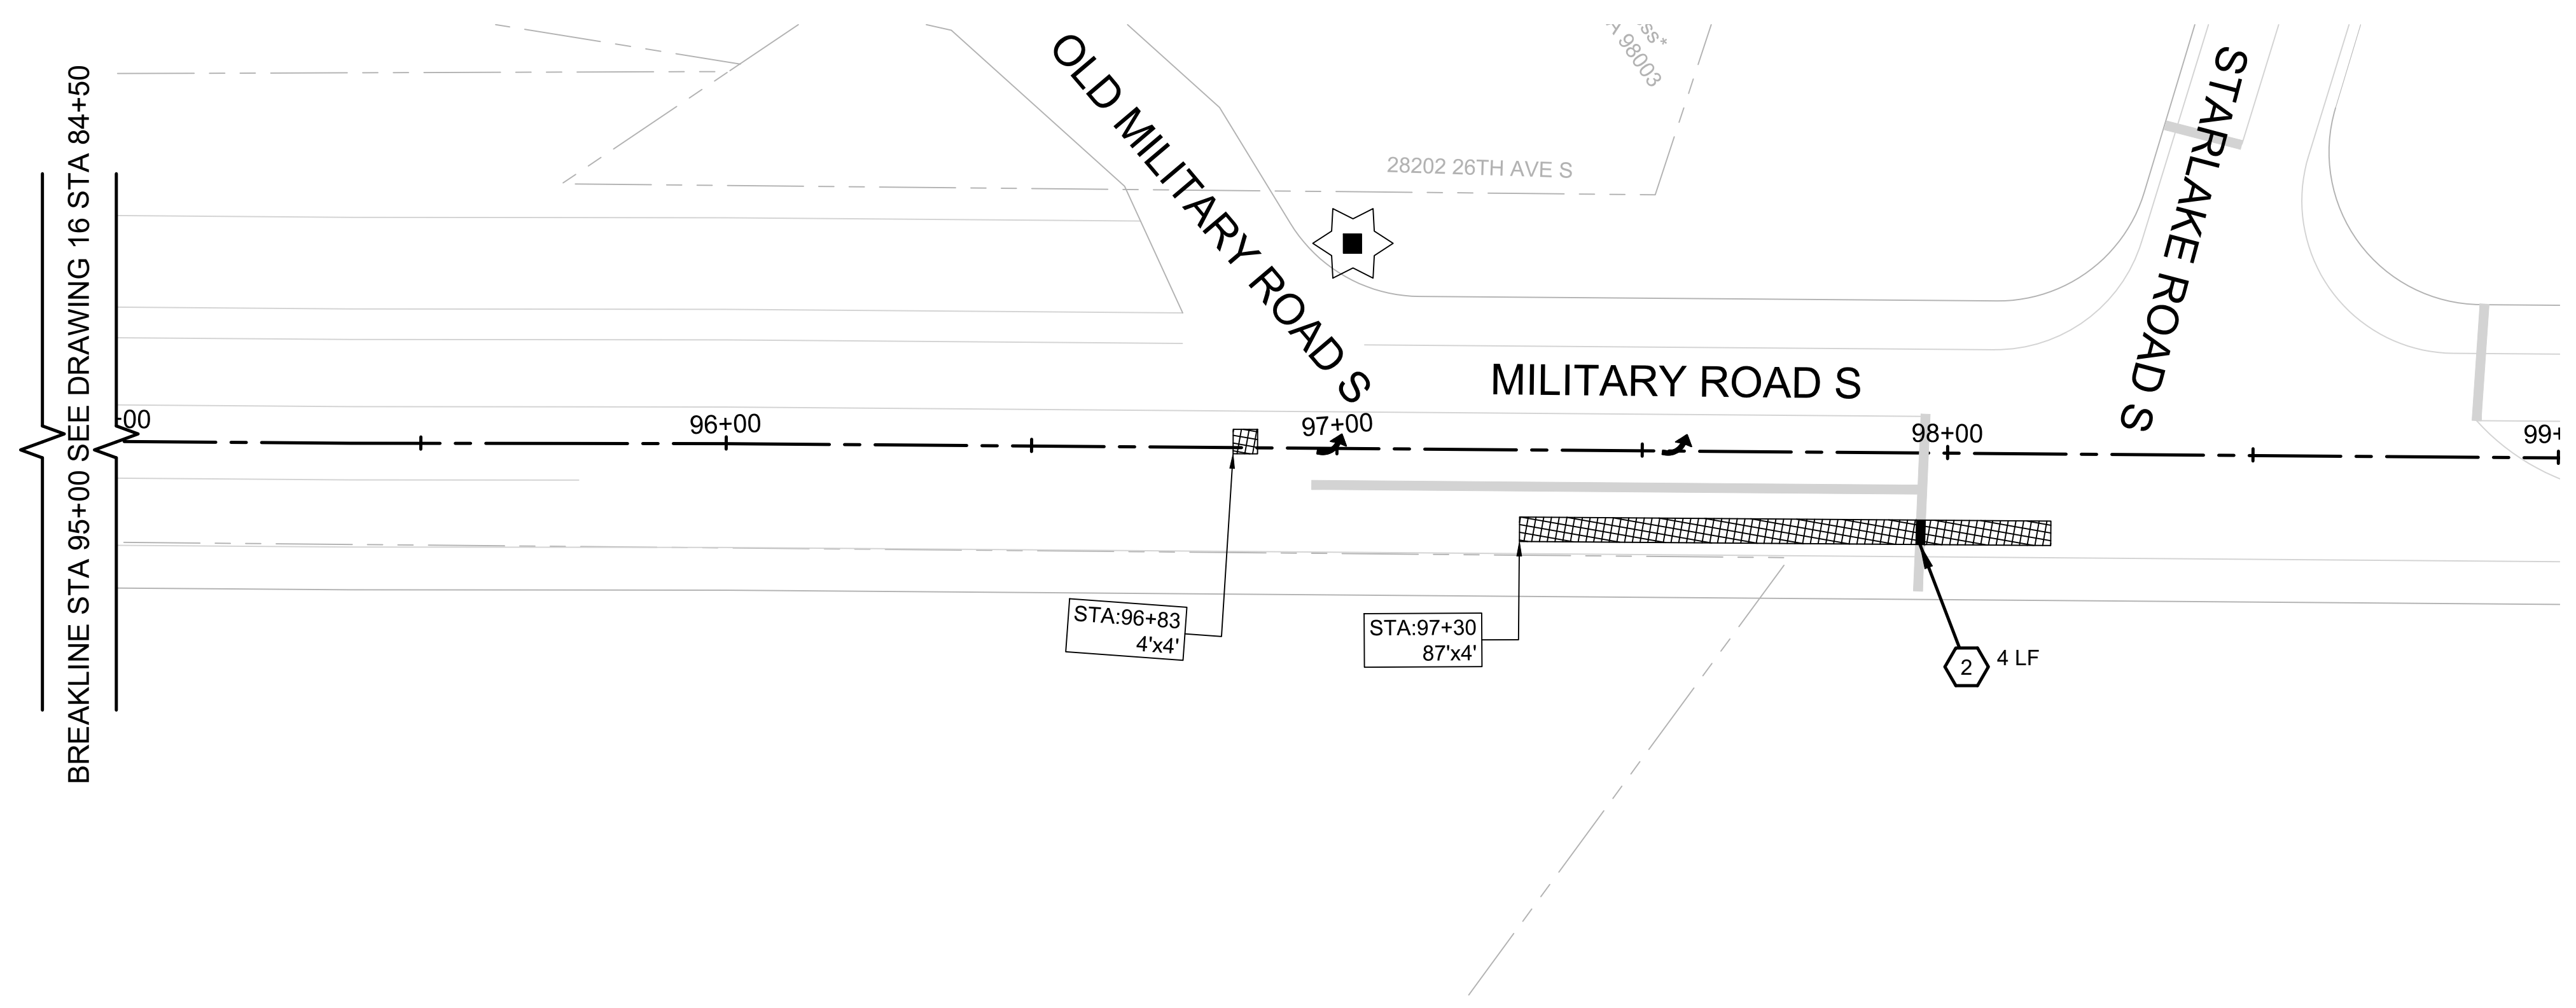 BREAKLINE STA 95+00 SEE DRAWING 16 STA 84+50
OLD MILITARY ROAD S
98003
28202 26TH AVE S
STARLAKE ROAD S
MILITARY ROAD S
-00
96+00
97+00
98+00
99+
STA:96+83
4'x4'
STA:97+30
87'x4'
2
4 LF